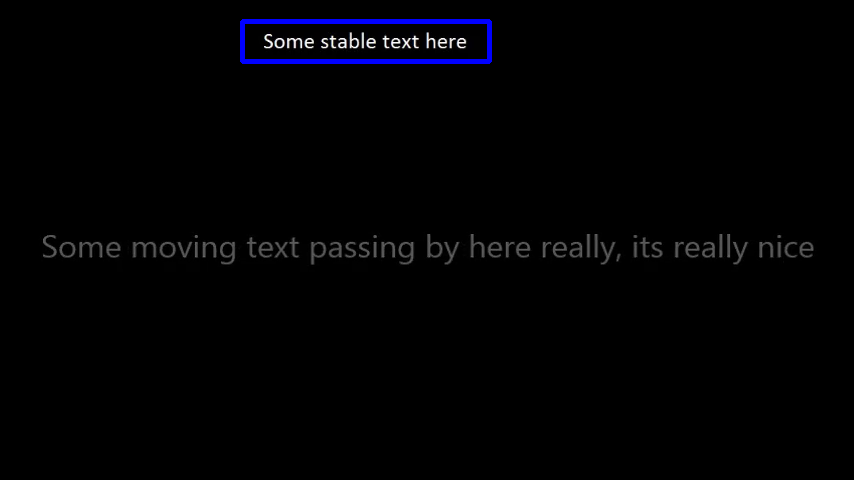 Some stable text here
Some moving text passing by here really, its really nice